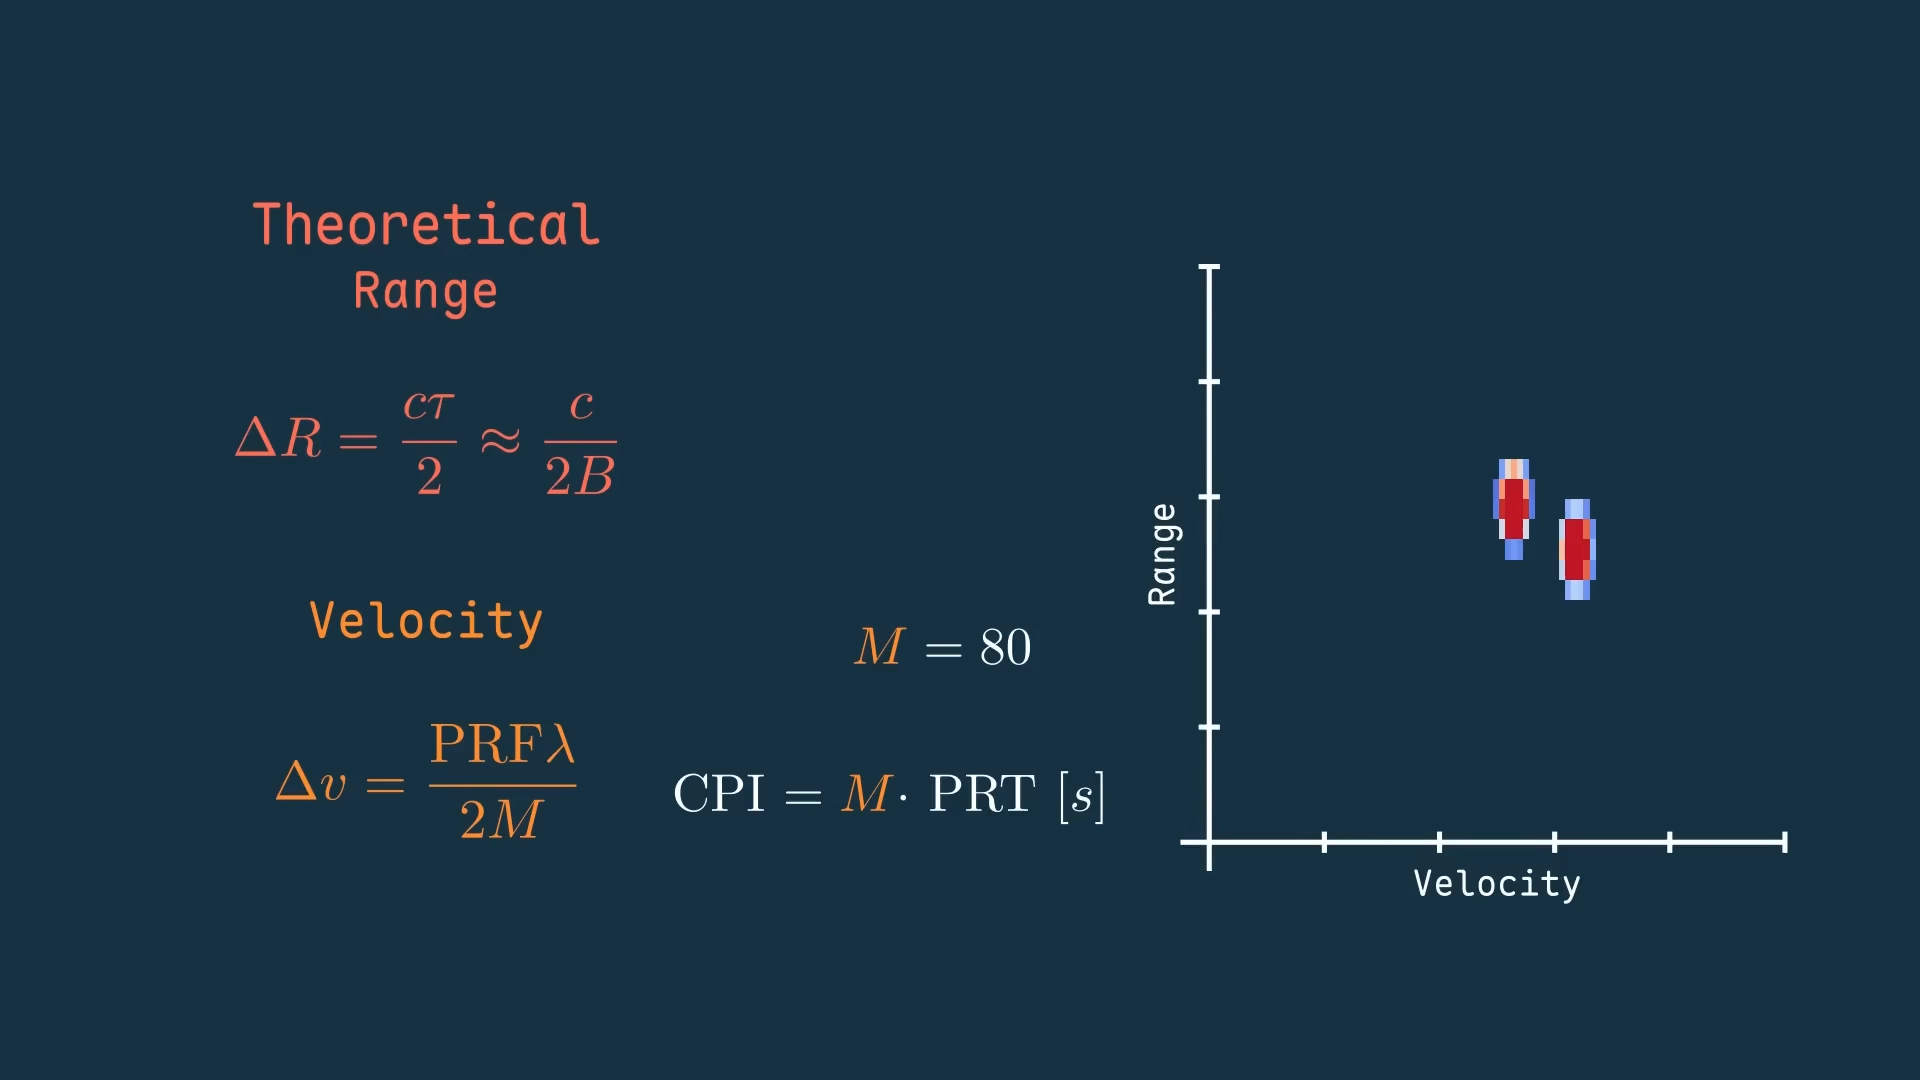 Theoretical
Range
ΔR = cτ/2 ≈ c/2B
Velocity
Δv = PRFλ/2M
M = 80
CPI = M · PRT [s]
Range
Velocity